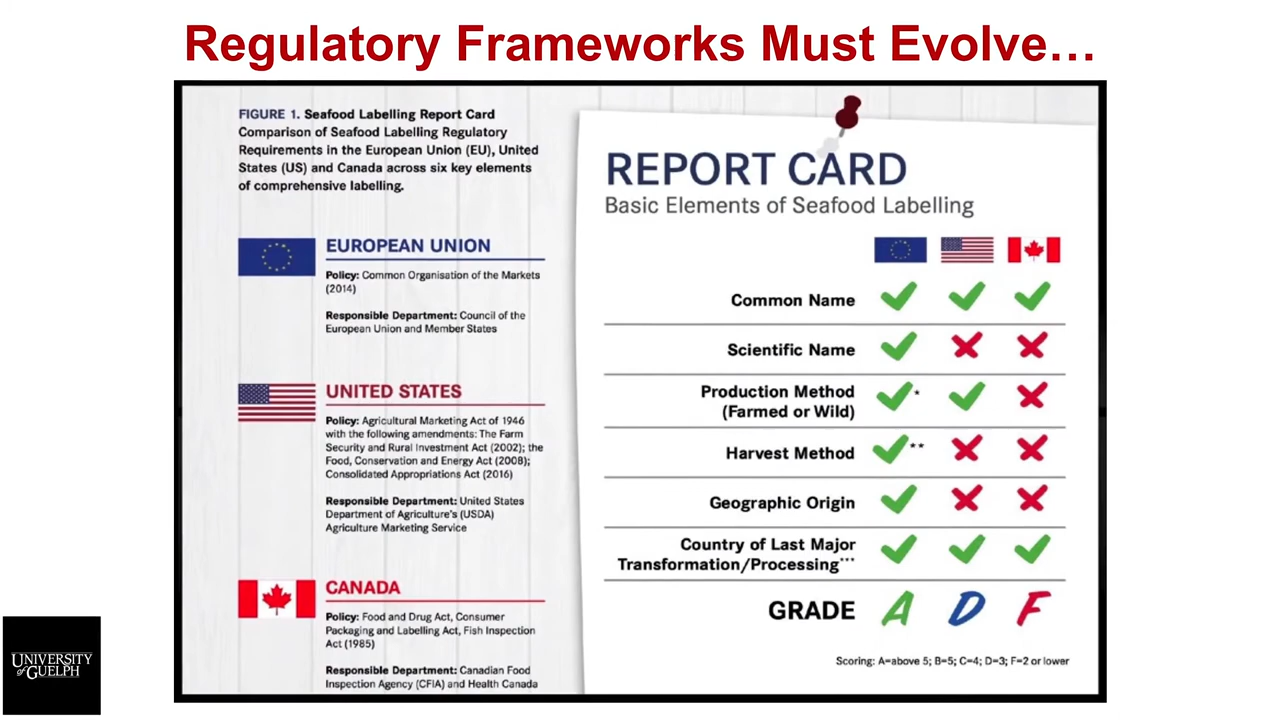 Regulatory Frameworks Must Evolve…
FIGURE 1. Seafood Labelling Report Card
Comparison of Seafood Labelling Regulatory
Requirements in the European Union (EU), United
States (US) and Canada across six key elements
of comprehensive labelling.
EUROPEAN UNION
Policy: Common Organisation of the Markets
(2014)
Responsible Department: Council of the
European Union and Member States
UNITED STATES
Policy: Agricultural Marketing Act of 1946
with the following amendments: The Farm
Security and Rural Investment Act (2002); the
Food, Conservation and Energy Act (2008);
Consolidated Appropriations Act (2016)
Responsible Department: United States
Department of Agriculture's (USDA)
Agriculture Marketing Service
CANADA
Policy: Food and Drug Act, Consumer
Packaging and Labelling Act, Fish Inspection
Act (1985)
Responsible Department: Canadian Food
Inspection Agency (CFIA) and Health Canada
REPORT CARD
Basic Elements of Seafood Labelling
Common Name
Scientific Name
Production Method
(Farmed or Wild)
*
Harvest Method **
Geographic Origin
Country of Last Major
Transformation/Processing***
GRADE A D F
Scoring: A=above 5; B=5; C=4; D=3; F=2 or lower
UNIVERSITY
of GUELPH